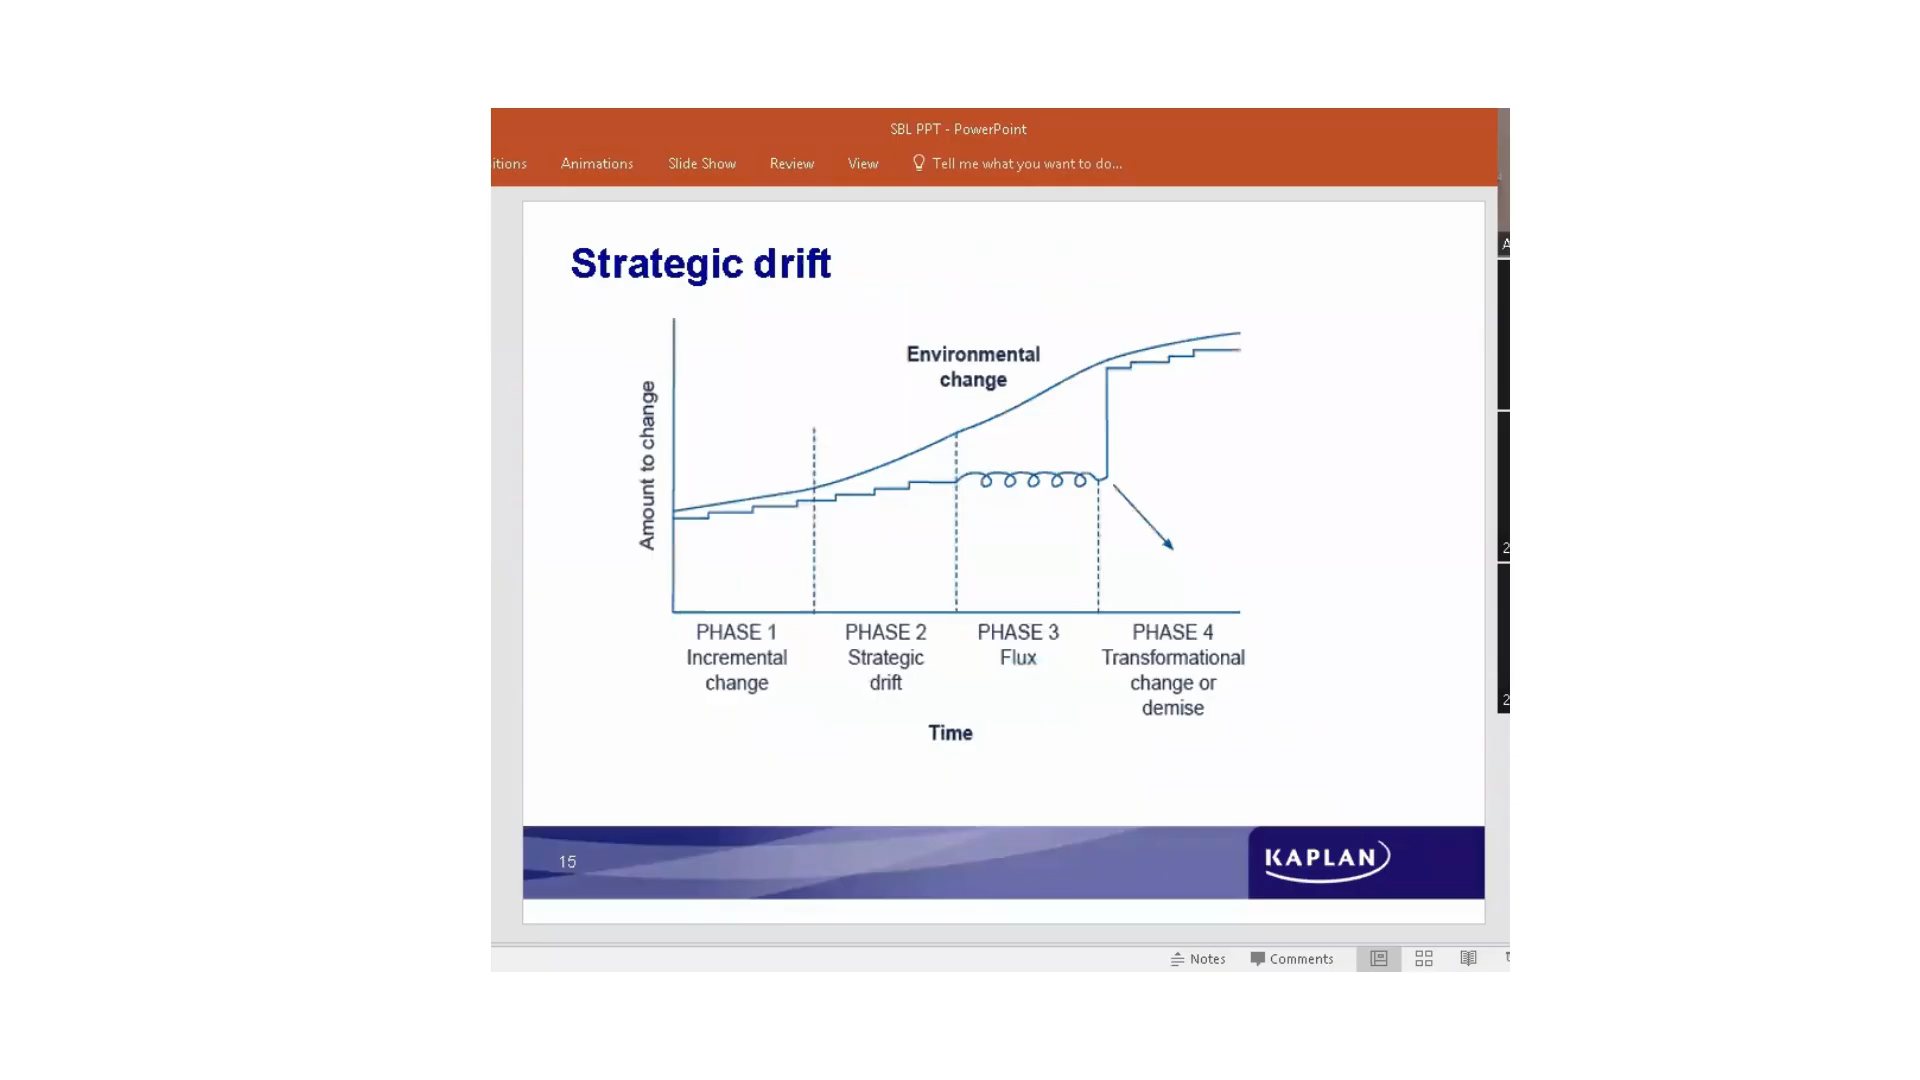 SBL PPT - PowerPoint
itions Animations Slide Show Review View Tell me what you want to do...
Strategic drift
Environmental
change
Amount to change
PHASE 1
Incremental
change
PHASE 2
Strategic
drift
PHASE 3
Flux
PHASE 4
Transformational
change or
demise
Time
15
KAPLAN
Notes Comments
A
2
2